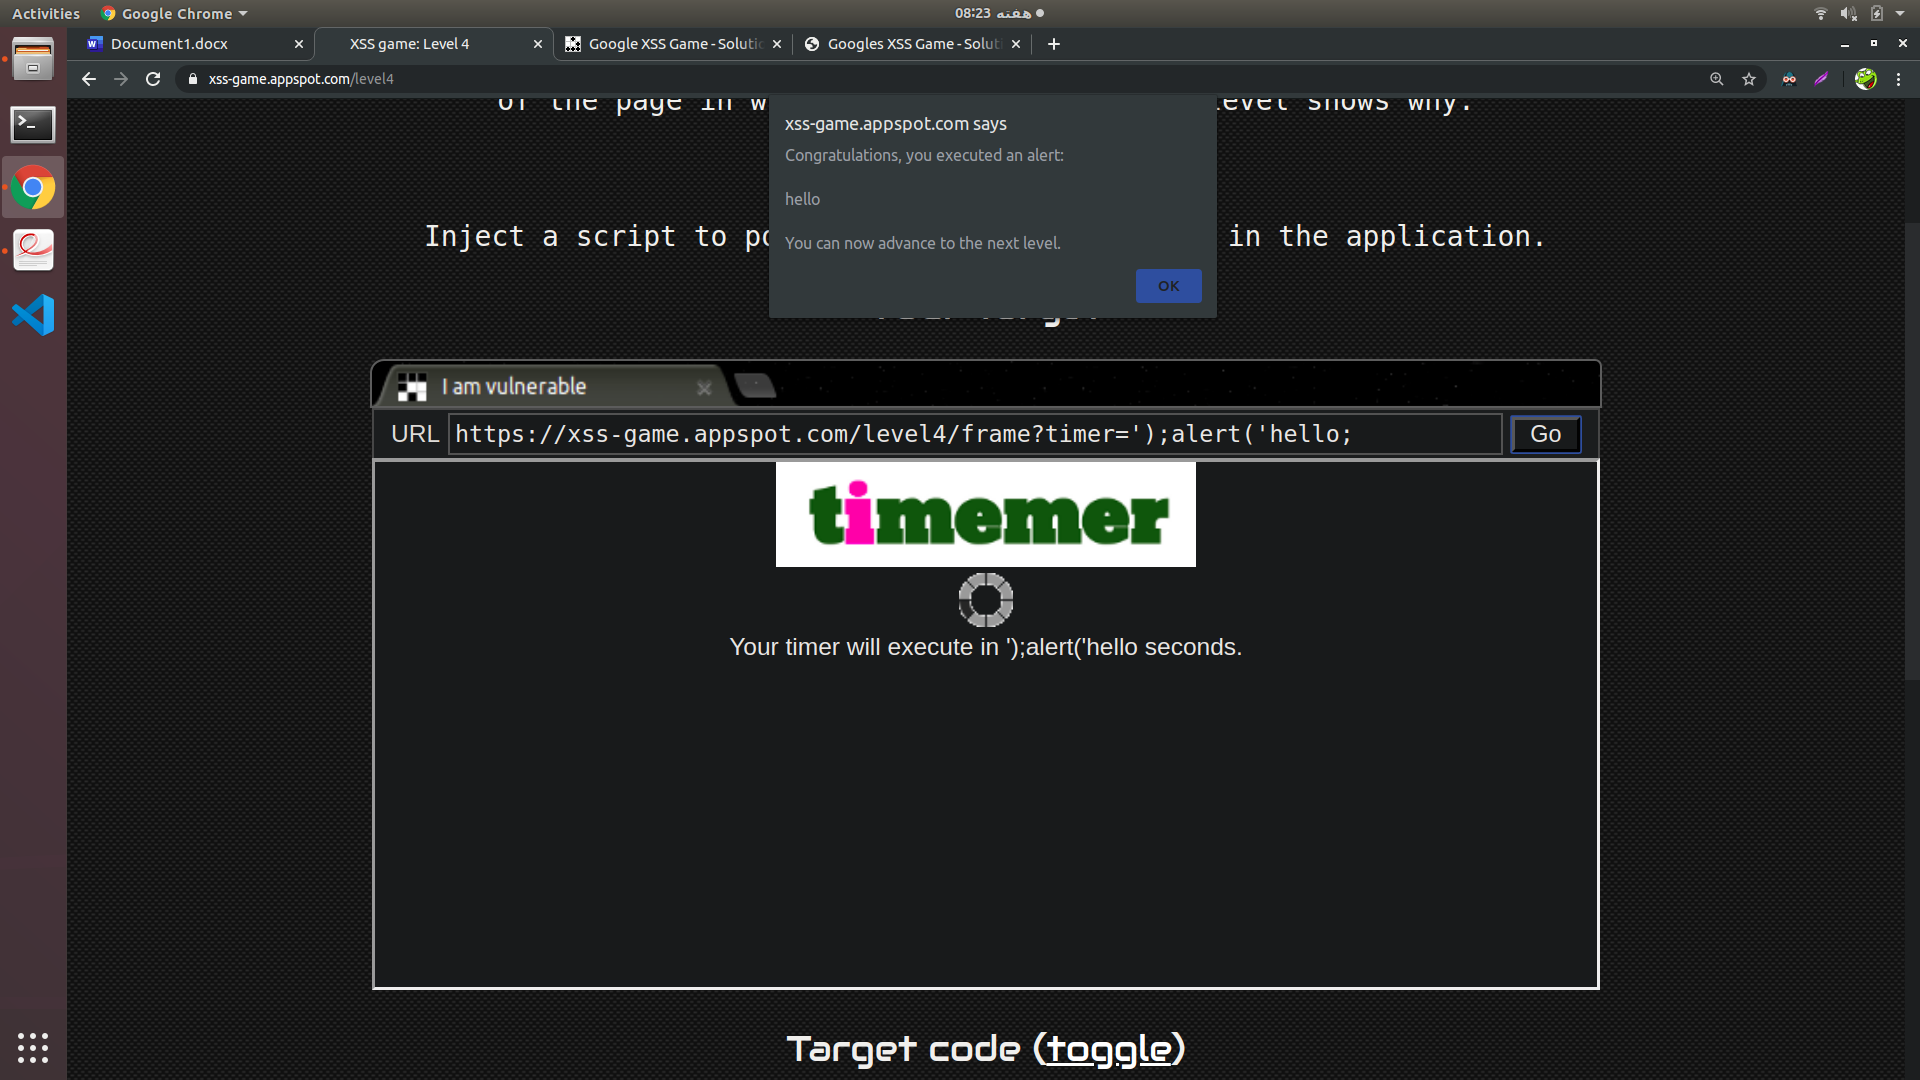 Activities Google Chrome 08:23 هفته
Document1.docx XSS game: Level 4 Google XSS Game - Solutio Googles XSS Game - Soluti
xss-game.appspot.com/level4
of the page in w level shows why.
xss-game.appspot.com says
Congratulations, you executed an alert:
hello
You can now advance to the next level.
OK
Inject a script to po in the application.
I am vulnerable
URL https://xss-game.appspot.com/level4/frame?timer=');alert('hello; Go
timemer
Your timer will execute in ');alert('hello seconds.
Target code (toggle)